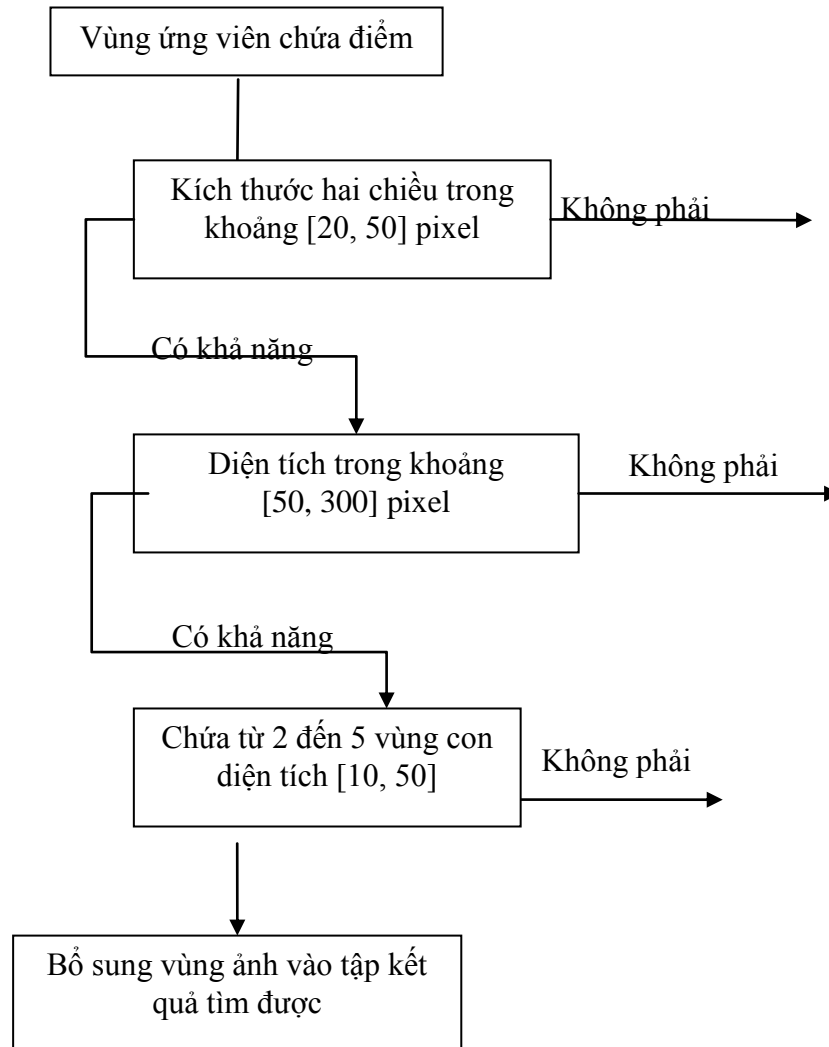 Vùng ứng viên chứa điểm
Kích thước hai chiều trong
khoảng [20, 50] pixel
Không phải
Có khả năng
Diện tích trong khoảng
[50, 300] pixel
Không phải
Có khả năng
Chứa từ 2 đến 5 vùng con
diện tích [10, 50]
Không phải
Bổ sung vùng ảnh vào tập kết
quả tìm được